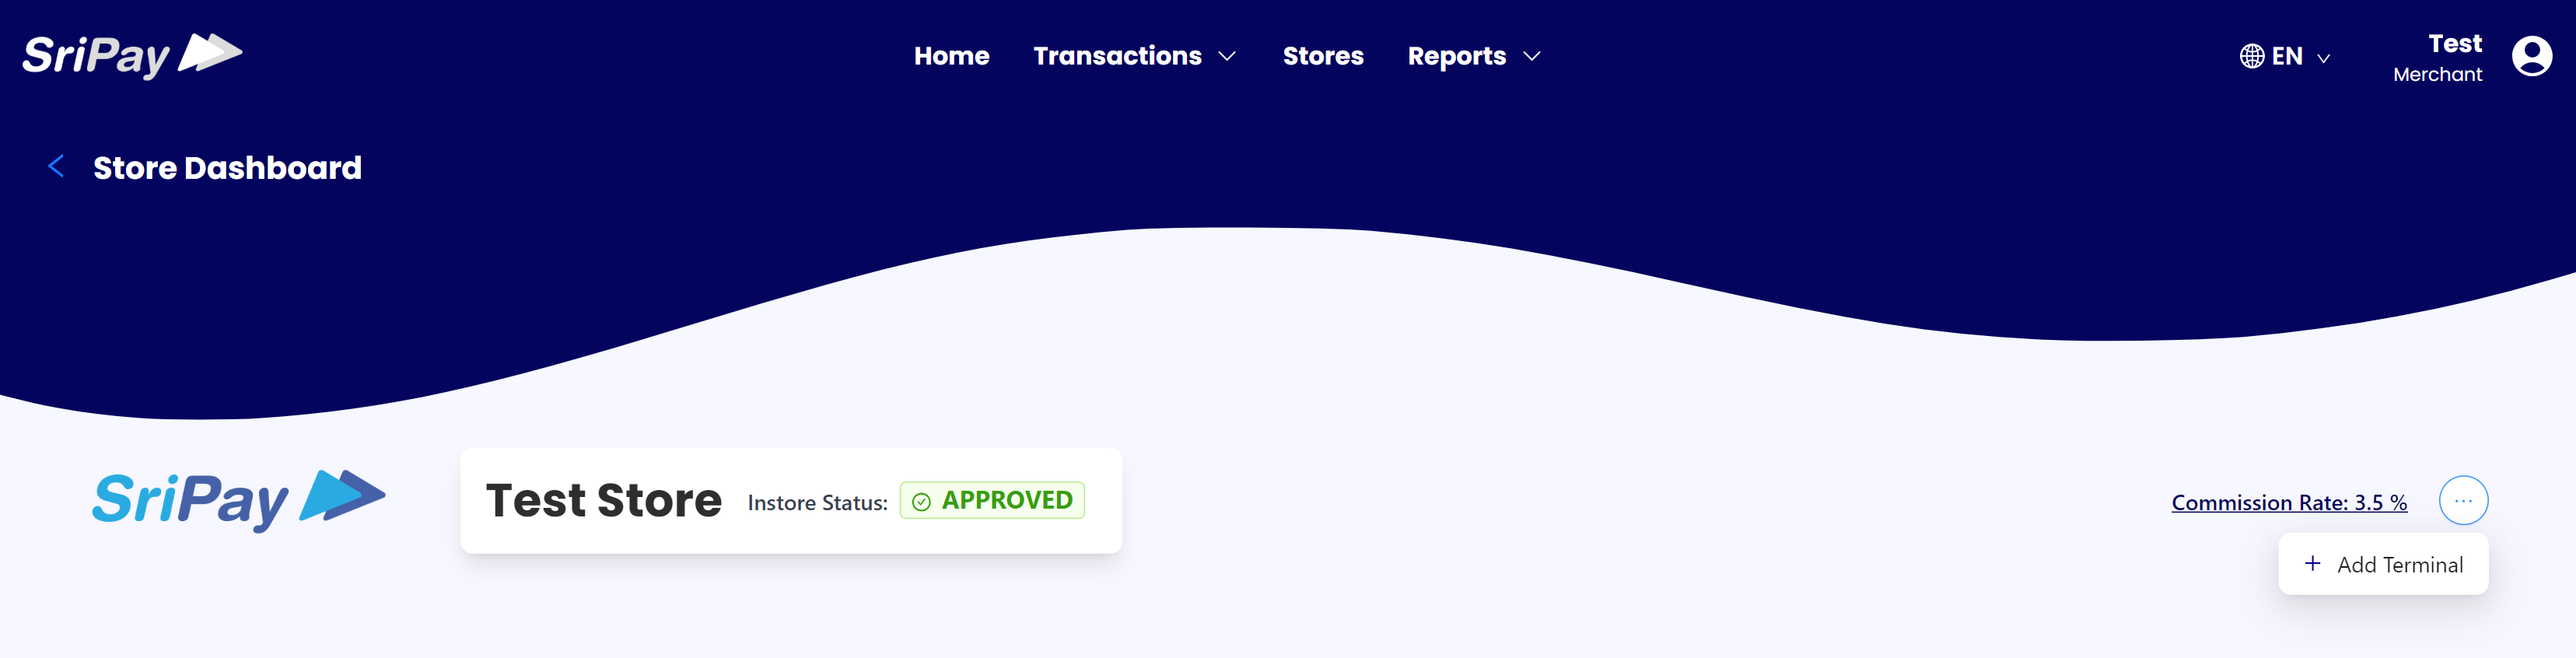 SriPay
Home Transactions Stores Reports
EN
Test
Merchant
Store Dashboard
SriPay
Test Store Instore Status: APPROVED
Commission Rate: 3.5 %
+ Add Terminal